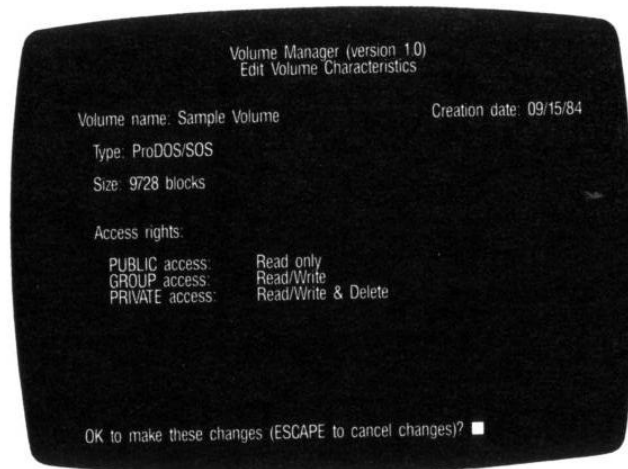 Volume Manager (version 1.0)
Edit Volume Characteristics
Volume name: Sample Volume Creation date: 09/15/84
Type: ProDOS/SOS
Size: 9728 blocks
Access rights:
PUBLIC access: Read only
GROUP access: Read/Write
PRIVATE access: Read/Write & Delete
OK to make these changes (ESCAPE to cancel changes)?